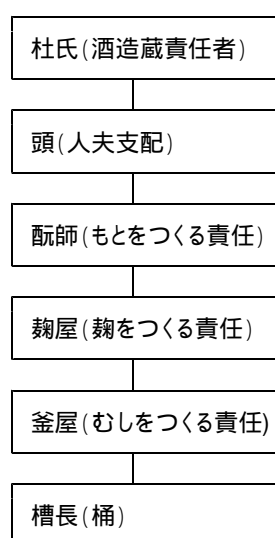 杜氏(酒造蔵責任者)
頭(人夫支配)
酛師(もとをつくる責任)
麹屋(麹をつくる責任)
釜屋(むしをつくる責任)
槽長(桶)